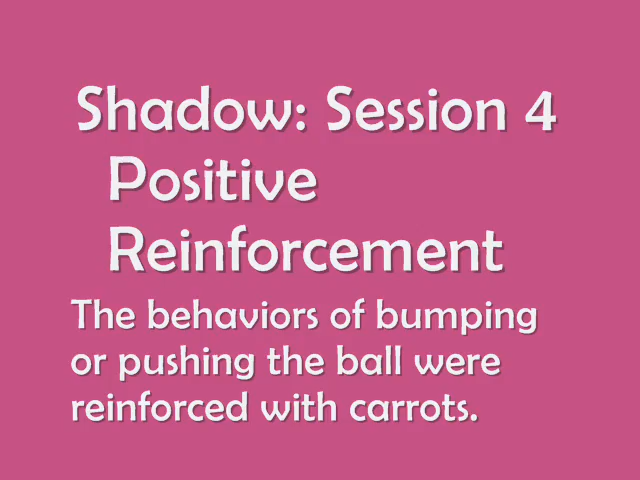 Shadow: Session 4
Positive
Reinforcement
The behaviors of bumping
or pushing the ball were
reinforced with carrots.